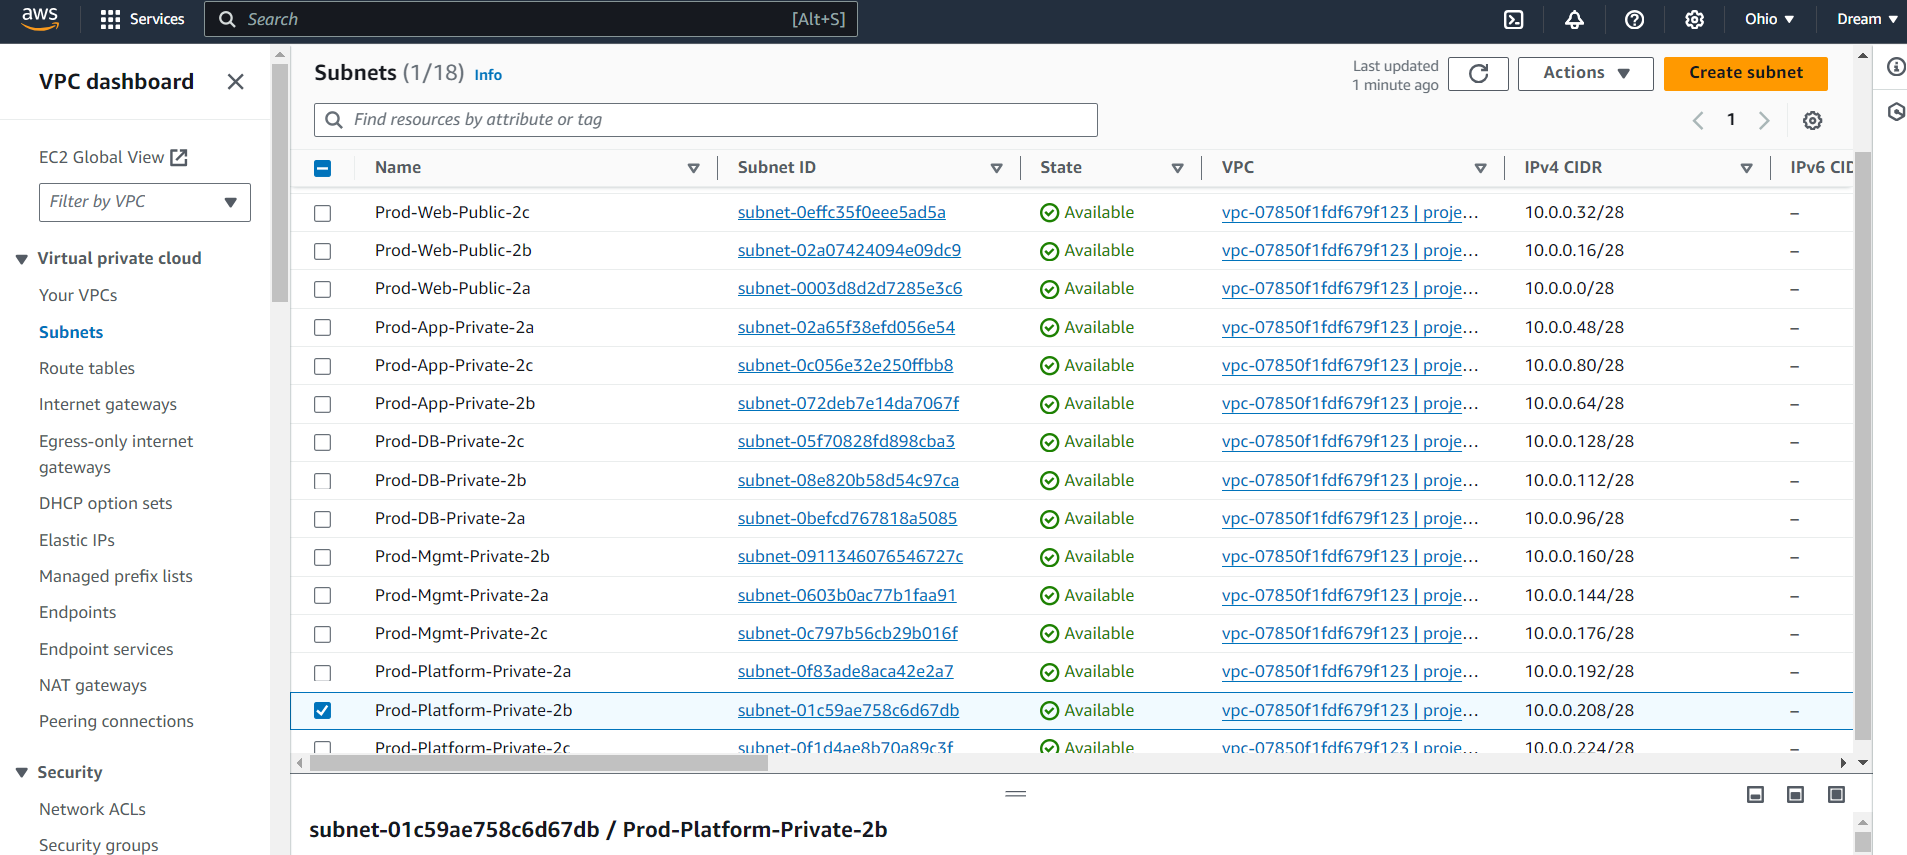 aws Services Search [Alt+S] Ohio ▼ Dream ▼
VPC dashboard
EC2 Global View
Filter by VPC
Virtual private cloud
Your VPCs
Subnets
Route tables
Internet gateways
Egress-only internet
gateways
DHCP option sets
Elastic IPs
Managed prefix lists
Endpoints
Endpoint services
NAT gateways
Peering connections
Security
Network ACLs
Security groups
Subnets (1/18) Info
Last updated
1 minute ago
Actions
Create subnet
Find resources by attribute or tag
1
Name Subnet ID State VPC IPv4 CIDR IPv6 CID
Prod-Web-Public-2c subnet-0effc35f0eee5ad5a Available vpc-07850f1fdf679f123 | proje... 10.0.0.32/28 –
Prod-Web-Public-2b subnet-02a07424094e09dc9 Available vpc-07850f1fdf679f123 | proje... 10.0.0.16/28 –
Prod-Web-Public-2a subnet-0003d8d2d7285e3c6 Available vpc-07850f1fdf679f123 | proje... 10.0.0.0/28 –
Prod-App-Private-2a subnet-02a65f38efd056e54 Available vpc-07850f1fdf679f123 | proje... 10.0.0.48/28 –
Prod-App-Private-2c subnet-0c056e32e250ffbb8 Available vpc-07850f1fdf679f123 | proje... 10.0.0.80/28 –
Prod-App-Private-2b subnet-072deb7e14da7067f Available vpc-07850f1fdf679f123 | proje... 10.0.0.64/28 –
Prod-DB-Private-2c subnet-05f70828fd898cba3 Available vpc-07850f1fdf679f123 | proje... 10.0.0.128/28 –
Prod-DB-Private-2b subnet-08e820b58d54c97ca Available vpc-07850f1fdf679f123 | proje... 10.0.0.112/28 –
Prod-DB-Private-2a subnet-0befcd767818a5085 Available vpc-07850f1fdf679f123 | proje... 10.0.0.96/28 –
Prod-Mgmt-Private-2b subnet-0911346076546727c Available vpc-07850f1fdf679f123 | proje... 10.0.0.160/28 –
Prod-Mgmt-Private-2a subnet-0603b0ac77b1faa91 Available vpc-07850f1fdf679f123 | proje... 10.0.0.144/28 –
Prod-Mgmt-Private-2c subnet-0c797b56cb29b016f Available vpc-07850f1fdf679f123 | proje... 10.0.0.176/28 –
Prod-Platform-Private-2a subnet-0f83ade8aca42e2a7 Available vpc-07850f1fdf679f123 | proje... 10.0.0.192/28 –
Prod-Platform-Private-2b subnet-01c59ae758c6d67db Available vpc-07850f1fdf679f123 | proje... 10.0.0.208/28 –
Prod-Platform-Private-2c subnet-0f1d4ae8b70a89c3f Available vpc-07850f1fdf679f123 | proje... 10.0.0.224/28 –
subnet-01c59ae758c6d67db / Prod-Platform-Private-2b